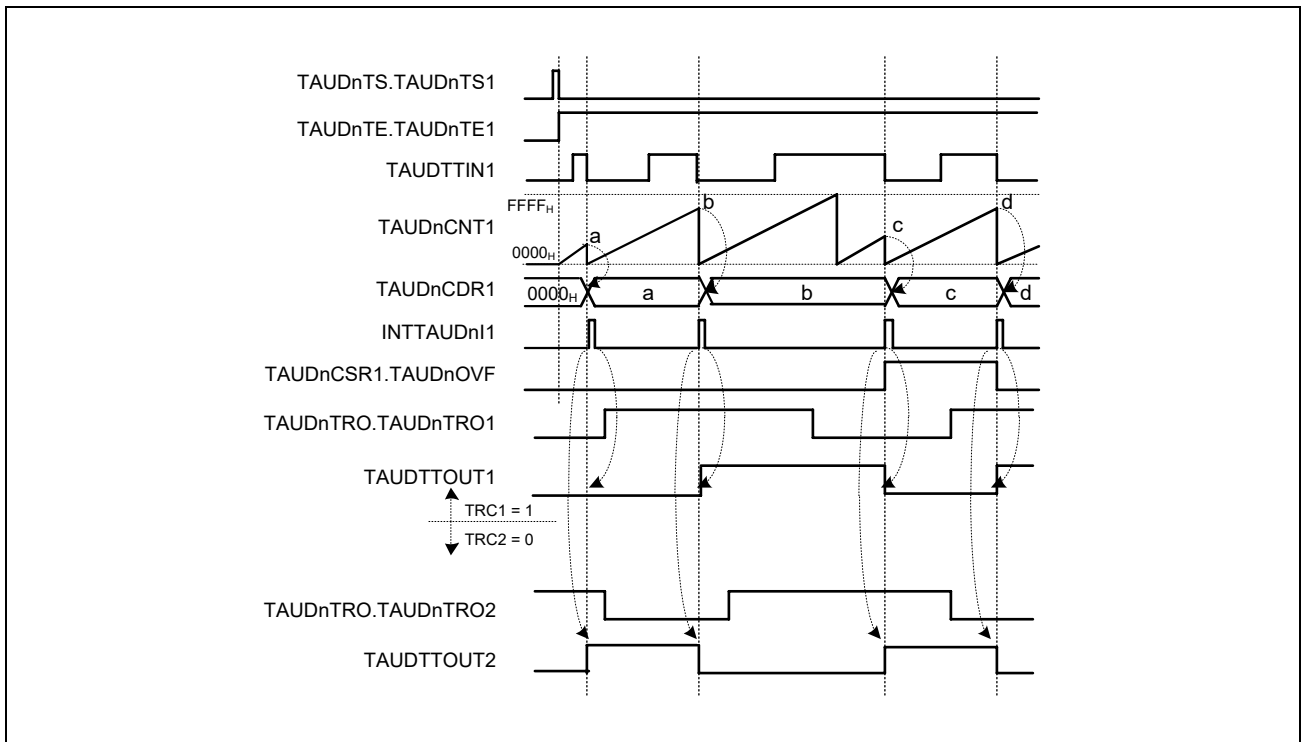 TAUDnTS.TAUDnTS1
TAUDnTE.TAUDnTE1
TAUDTTIN1
FFFFH
TAUDnCNT1
0000H
a
b
c
d
TAUDnCDR1
0000H a b c d
INTTAUDnI1
TAUDnCSR1.TAUDnOVF
TAUDnTRO.TAUDnTRO1
TAUDTTOUT1
TRC1 = 1
TRC2 = 0
TAUDnTRO.TAUDnTRO2
TAUDTTOUT2